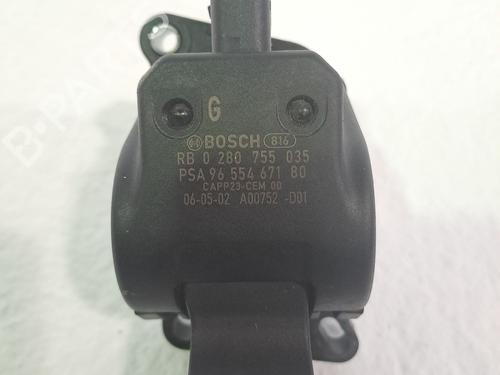 G
BOSCH 816
RB 0 280 755 035
PSA 96 554 671 80
CAPP23-CEM 00
06-05-02 A00752 -D01
B-PARTS